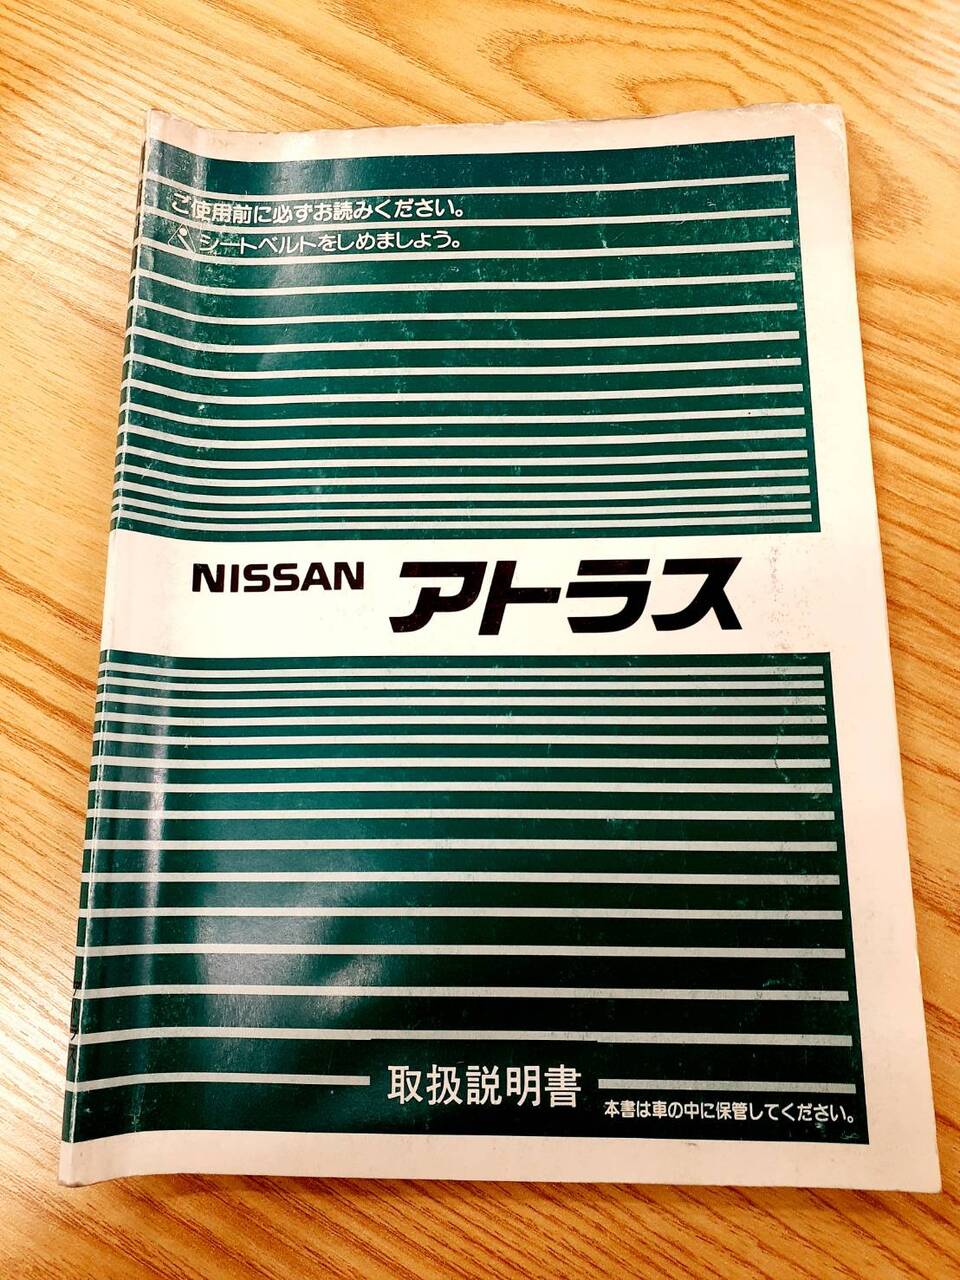 ご使用前に必ずお読みください。
シートベルトをしめましょう。
NISSAN アトラス
取扱説明書
本書は車の中に保管してください。